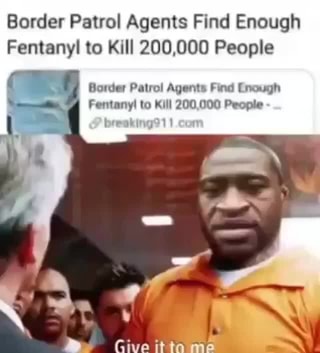 Border Patrol Agents Find Enough
Fentanyl to Kill 200,000 People
Border Patrol Agents Find Enough
Fentanyl to Kill 200,000 People - ...
breaking911.com
Give it to me